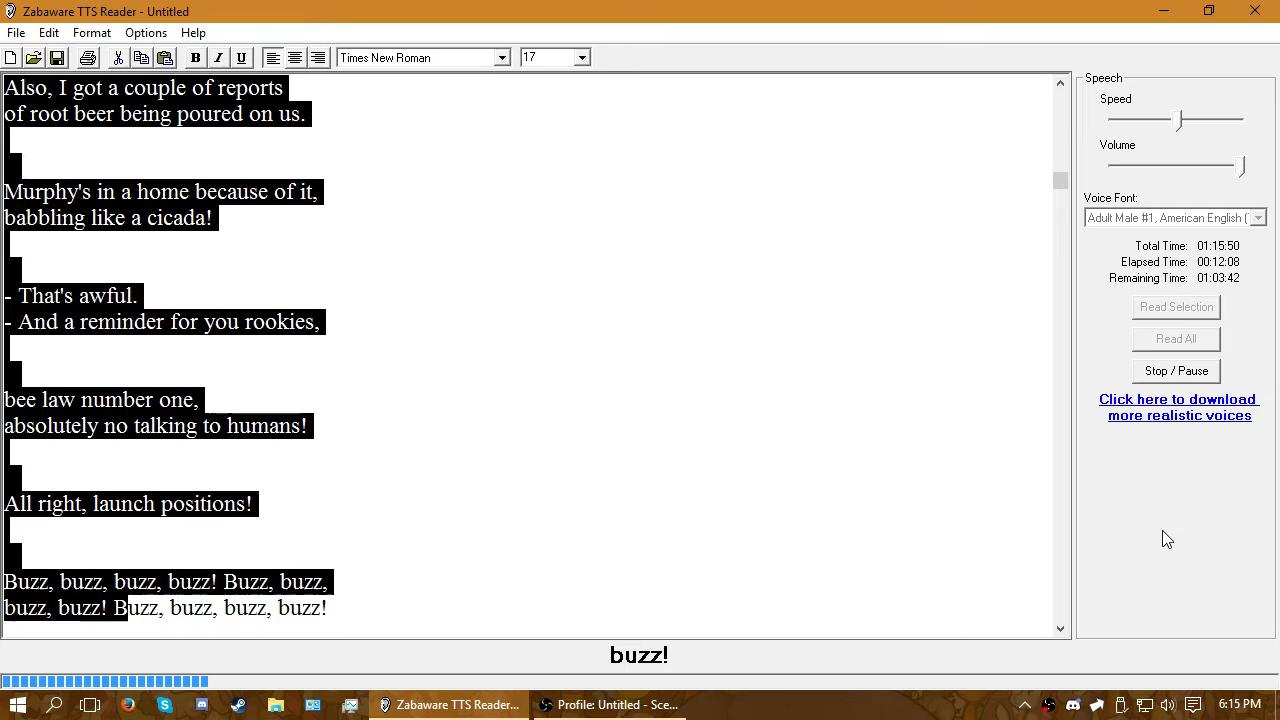 Zabaware TTS Reader - Untitled
File Edit Format Options Help
B I U Times New Roman 17
Also, I got a couple of reports
of root beer being poured on us.
Murphy's in a home because of it,
babbling like a cicada!
- That's awful.
- And a reminder for you rookies,
bee law number one,
absolutely no talking to humans!
All right, launch positions!
Buzz, buzz, buzz, buzz! Buzz, buzz,
buzz, buzz! Buzz, buzz, buzz, buzz!
Speech
Speed
Volume
Voice Font:
Adult Male #1, American English (
Total Time: 01:15:50
Elapsed Time: 00:12:08
Remaining Time: 01:03:42
Read Selection
Read All
Stop / Pause
Click here to download
more realistic voices
buzz!
Zabaware TTS Reader... Profile: Untitled - Sce... 6:15 PM